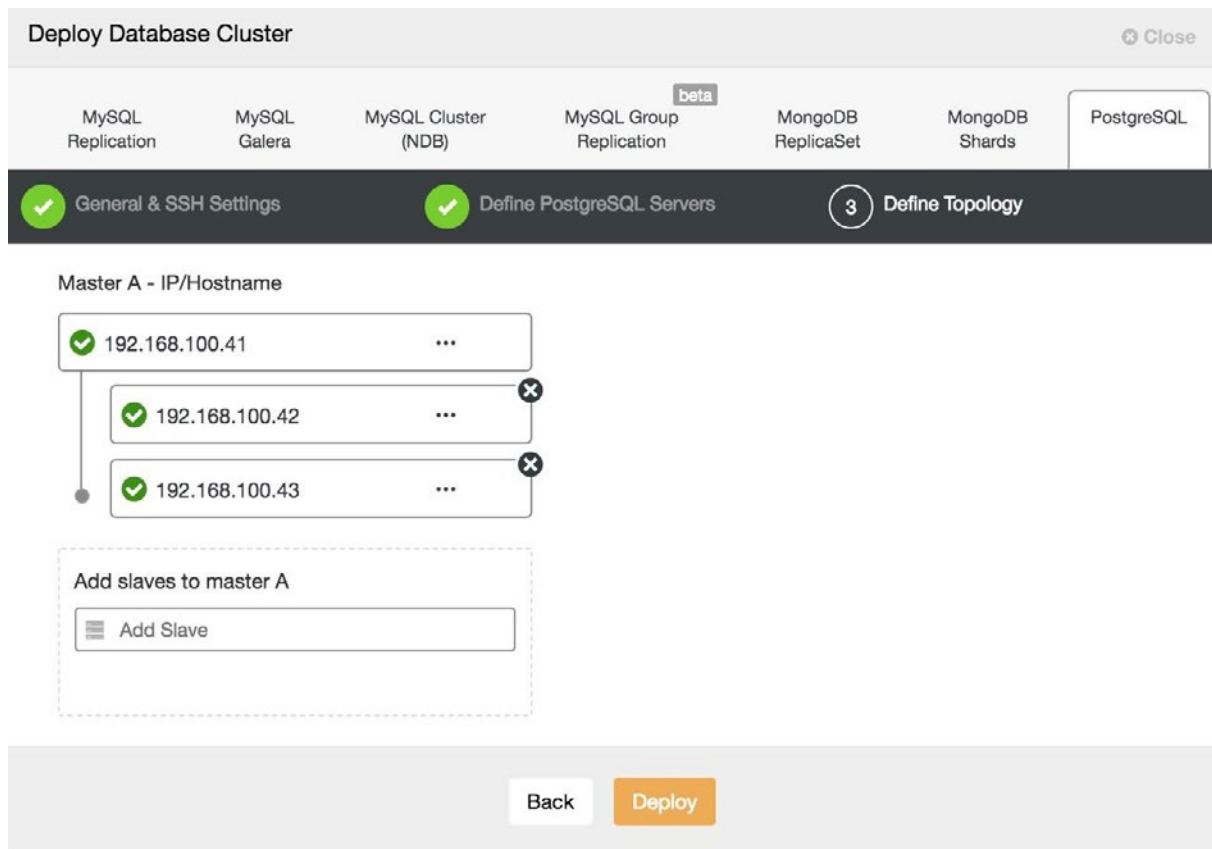 Deploy Database Cluster
Close
beta
MySQL Replication
MySQL Galera
MySQL Cluster (NDB)
MySQL Group Replication
MongoDB ReplicaSet
MongoDB Shards
PostgreSQL
General & SSH Settings
Define PostgreSQL Servers
3 Define Topology
Master A - IP/Hostname
192.168.100.41 ...
192.168.100.42 ...
192.168.100.43 ...
Add slaves to master A
Add Slave
Back
Deploy